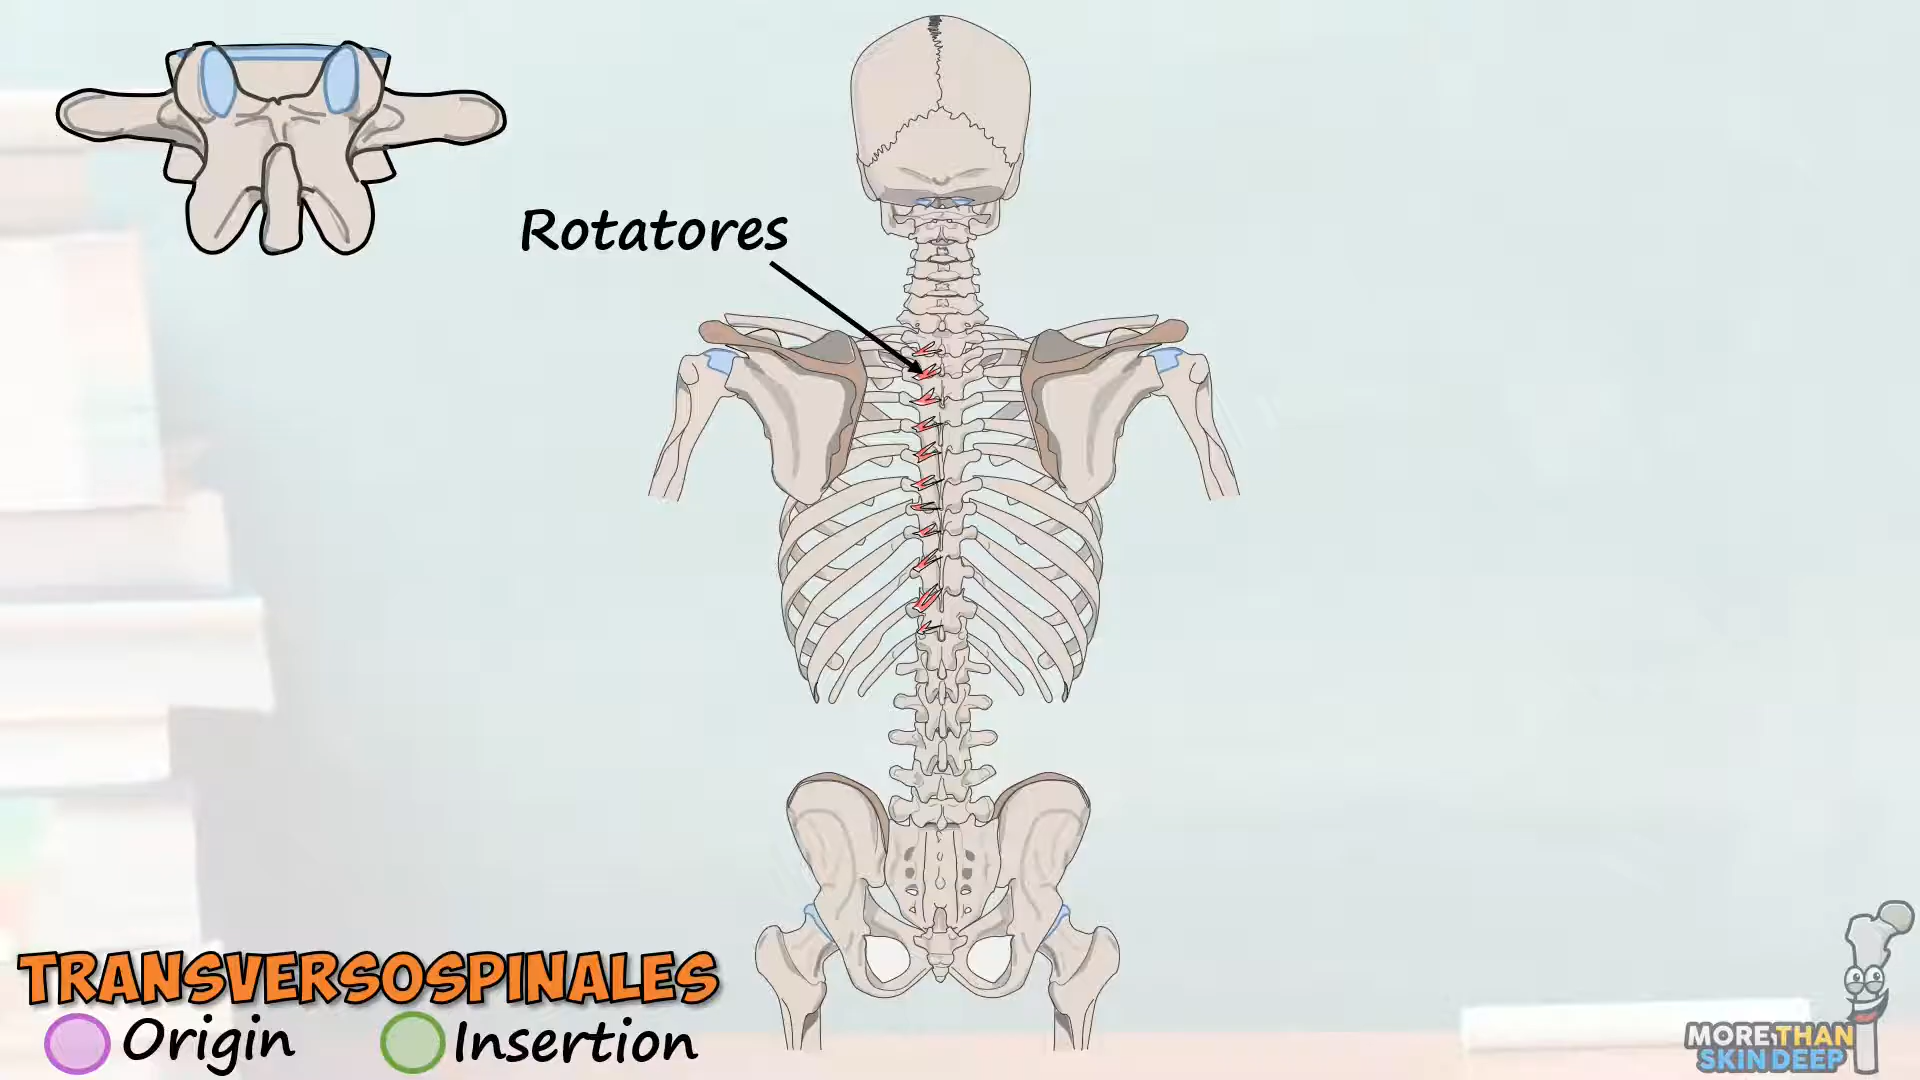 Rotatores
TRANSVERSOSPINALES
Origin
Insertion
MORE THAN
SKIN DEEP